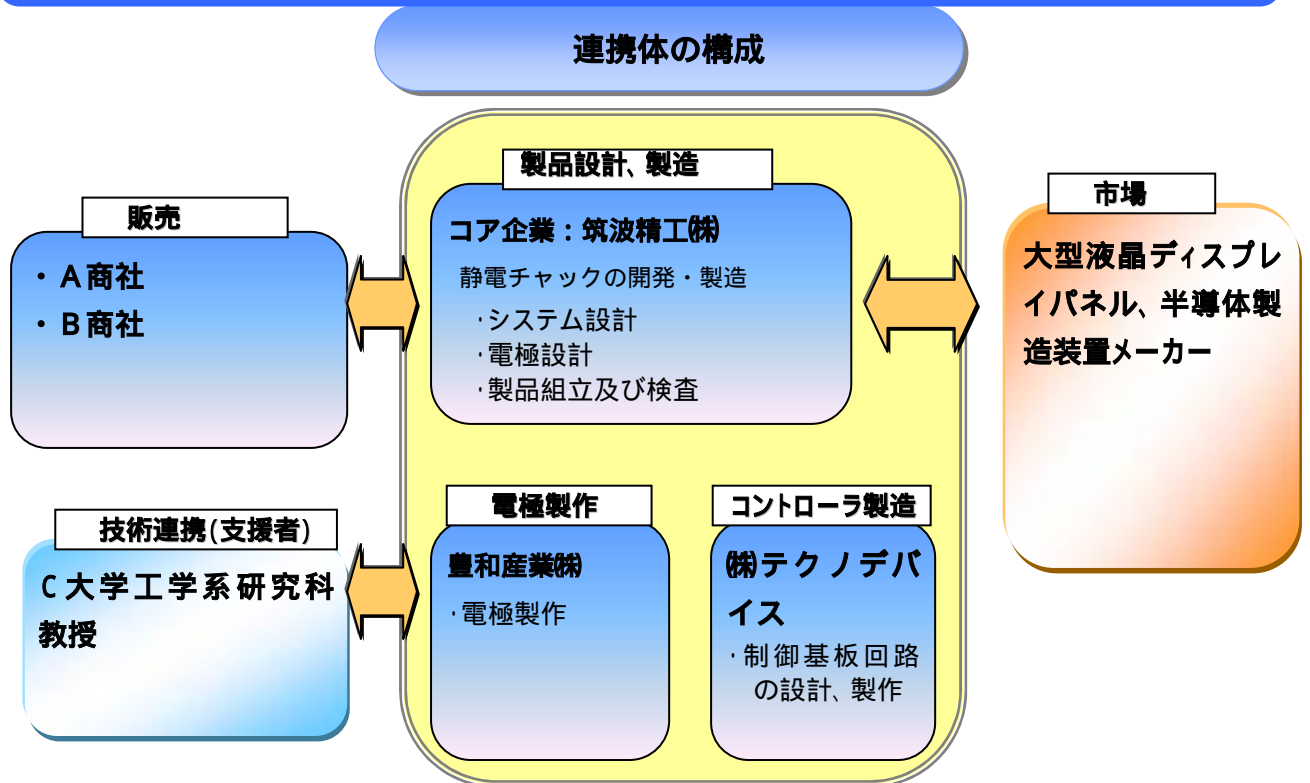 連携体の構成
製品設計、製造
コア企業：筑波精工㈱
静電チャックの開発・製造
・システム設計
・電極設計
・製品組立及び検査
販売
・A商社
・B商社
市場
大型液晶ディスプレ
イパネル、半導体製
造装置メーカー
技術連携(支援者)
C大学工学系研究科
教授
電極製作
豊和産業㈱
・電極製作
コントローラ製造
㈱テクノデバ
イス
・制御基板回路
の設計、製作